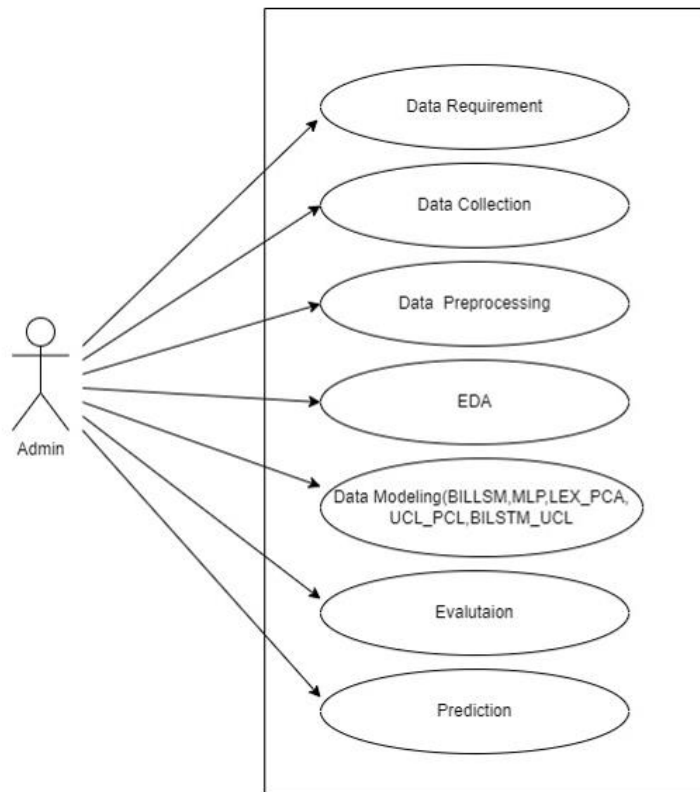 Data Requirement
Data Collection
Data Preprocessing
EDA
Admin
Data Modeling(BILLSM,MLP,LEX_PCA,
UCL_PCL,BILSTM_UCL
Evalutaion
Prediction